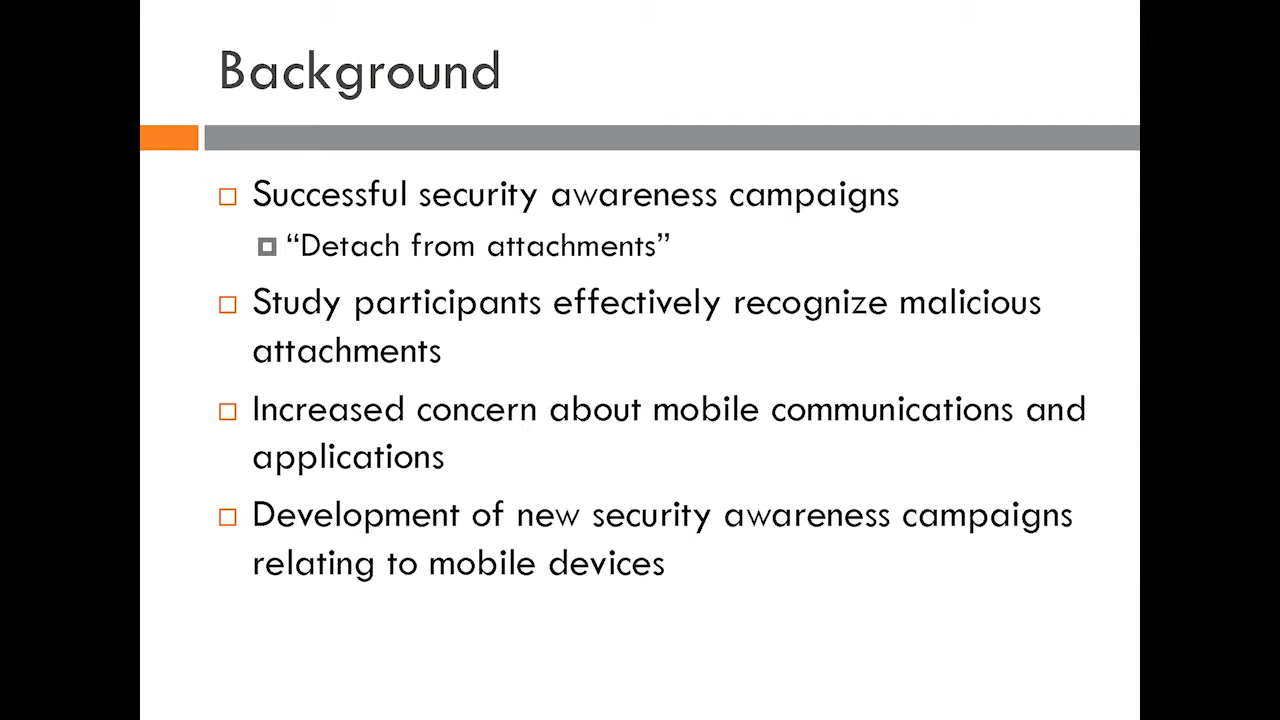 Background
Successful security awareness campaigns
“Detach from attachments”
Study participants effectively recognize malicious
attachments
Increased concern about mobile communications and
applications
Development of new security awareness campaigns
relating to mobile devices